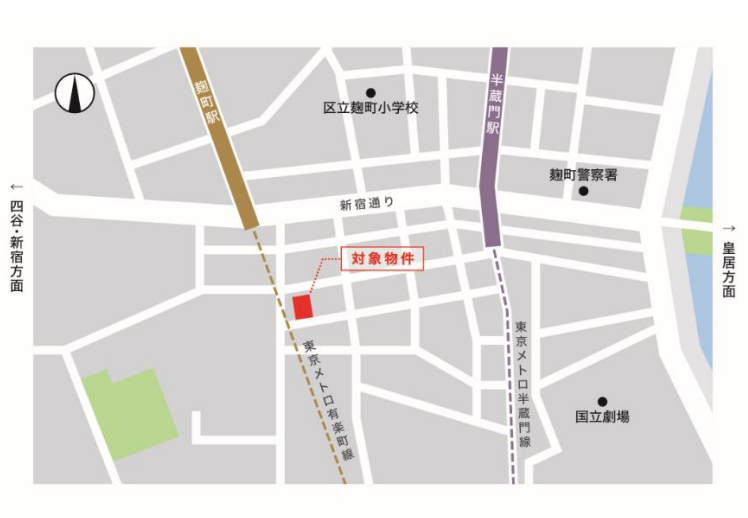 麹町駅
半蔵門駅
区立麹町小学校
麹町警察署
新宿通り
← 四谷・新宿方面
→ 皇居方面
対象物件
東京メトロ有楽町線
東京メトロ半蔵門線
国立劇場